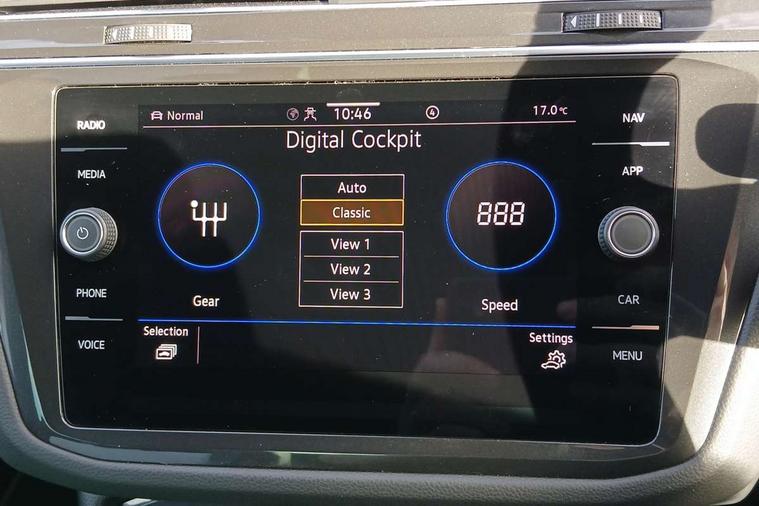 RADIO
MEDIA
PHONE
VOICE
Normal
10:46
4
17.0°C
Digital Cockpit
Auto
Classic
View 1
View 2
View 3
888
Gear
Speed
Selection
Settings
NAV
APP
CAR
MENU